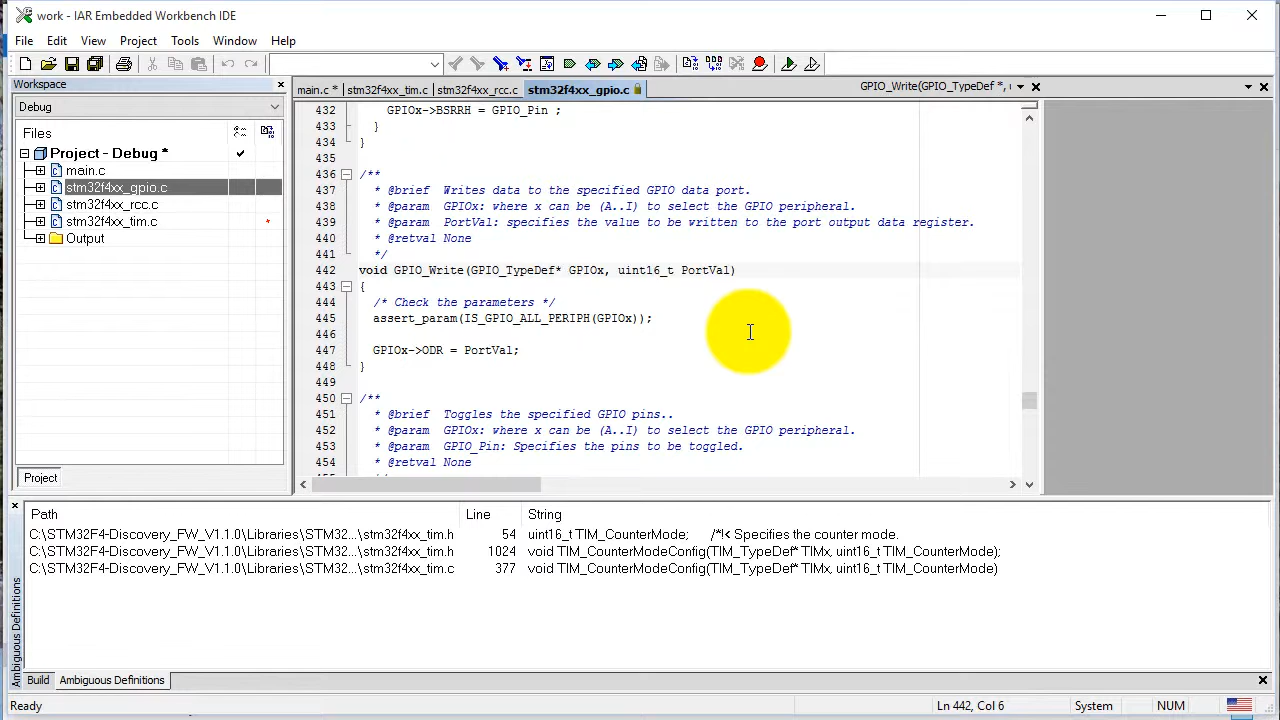 work - IAR Embedded Workbench IDE
File Edit View Project Tools Window Help
Workspace
main.c * stm32f4xx_tim.c stm32f4xx_rcc.c stm32f4xx_gpio.c GPIO_Write(GPIO_TypeDef *,
Debug
Files
Project - Debug *
main.c
stm32f4xx_gpio.c
stm32f4xx_rcc.c
stm32f4xx_tim.c
Output
Project
432 GPIOx->BSRRH = GPIO_Pin ;
433 }
434 }
435
436 /**
437 * @brief Writes data to the specified GPIO data port.
438 * @param GPIOx: where x can be (A..I) to select the GPIO peripheral.
439 * @param PortVal: specifies the value to be written to the port output data register.
440 * @retval None
441 */
442 void GPIO_Write(GPIO_TypeDef* GPIOx, uint16_t PortVal)
443 {
444 /* Check the parameters */
445 assert_param(IS_GPIO_ALL_PERIPH(GPIOx));
446
447 GPIOx->ODR = PortVal;
448 }
449
450 /**
451 * @brief Toggles the specified GPIO pins..
452 * @param GPIOx: where x can be (A..I) to select the GPIO peripheral.
453 * @param GPIO_Pin: Specifies the pins to be toggled.
454 * @retval None
Path Line String
C:\STM32F4-Discovery_FW_V1.1.0\Libraries\STM32...\stm32f4xx_tim.h 54 uint16_t TIM_CounterMode; /*!< Specifies the counter mode.
C:\STM32F4-Discovery_FW_V1.1.0\Libraries\STM32...\stm32f4xx_tim.h 1024 void TIM_CounterModeConfig(TIM_TypeDef* TIMx, uint16_t TIM_CounterMode);
C:\STM32F4-Discovery_FW_V1.1.0\Libraries\STM32...\stm32f4xx_tim.c 377 void TIM_CounterModeConfig(TIM_TypeDef* TIMx, uint16_t TIM_CounterMode)
Ambiguous Definitions
Build Ambiguous Definitions
Ready Ln 442, Col 6 System NUM